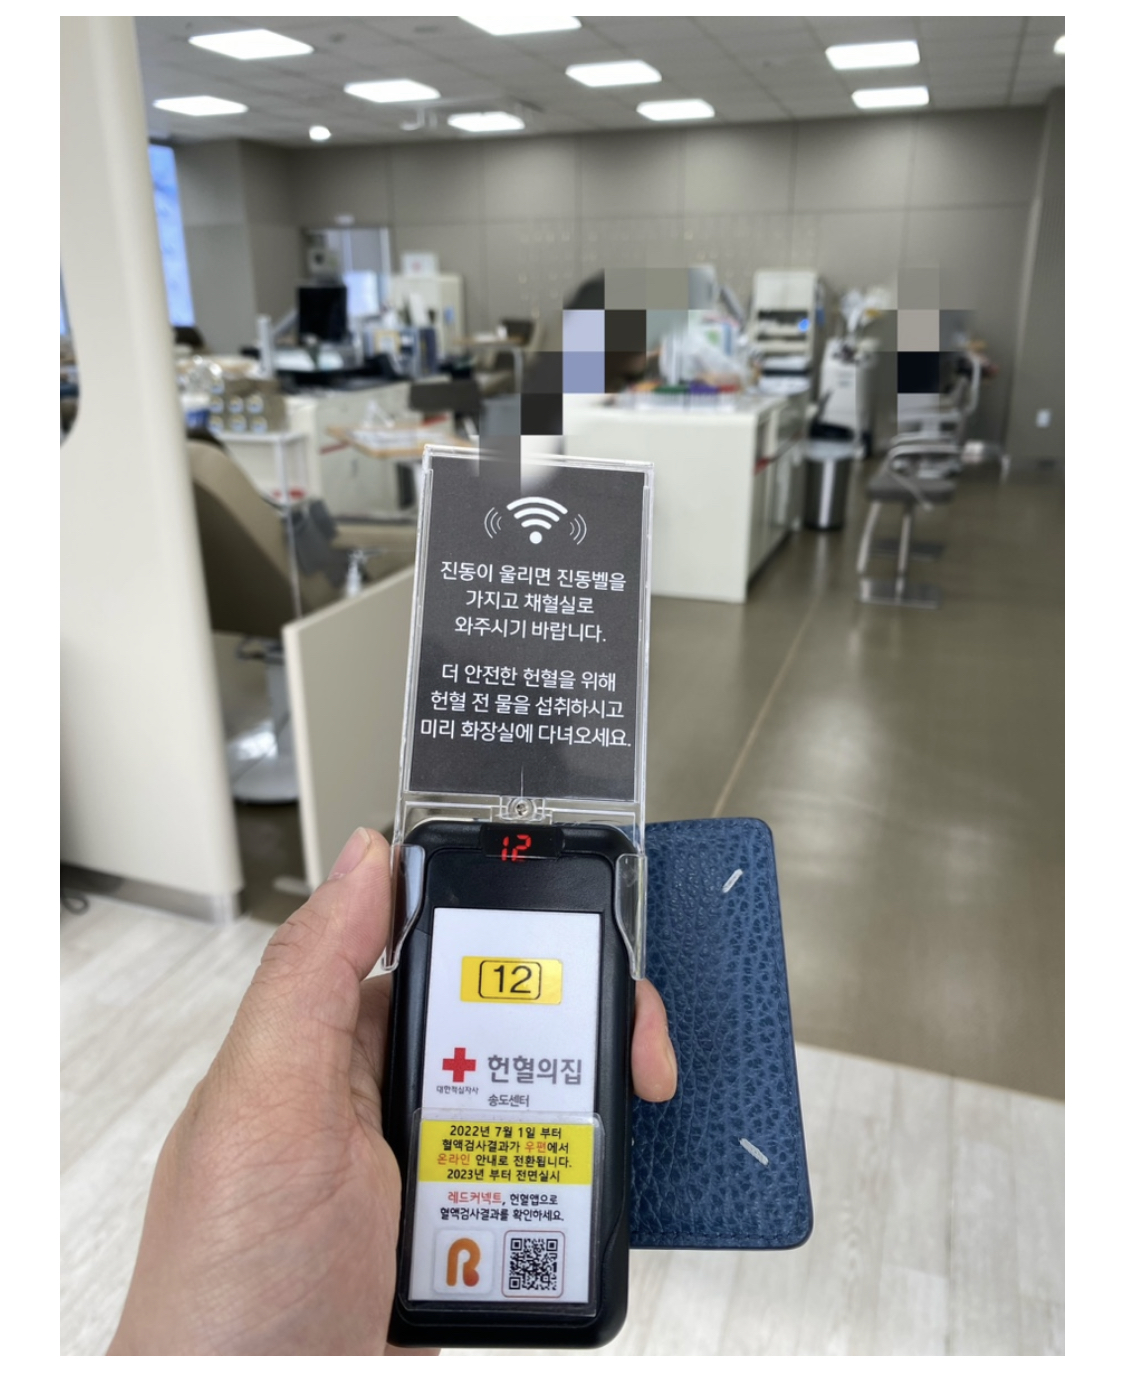 진동이 울리면 진동벨을
가지고 채혈실로
와주시기 바랍니다.
더 안전한 헌혈을 위해
헌혈 전 물을 섭취하시고
미리 화장실에 다녀오세요.
12
12
헌혈의집
대한적십자사
송도센터
2022년 7월 1일 부터
혈액검사결과가 우편에서
온라인 안내로 전환됩니다.
2023년 부터 전면실시
레드커넥트, 헌혈앱으로
혈액검사결과를 확인하세요.